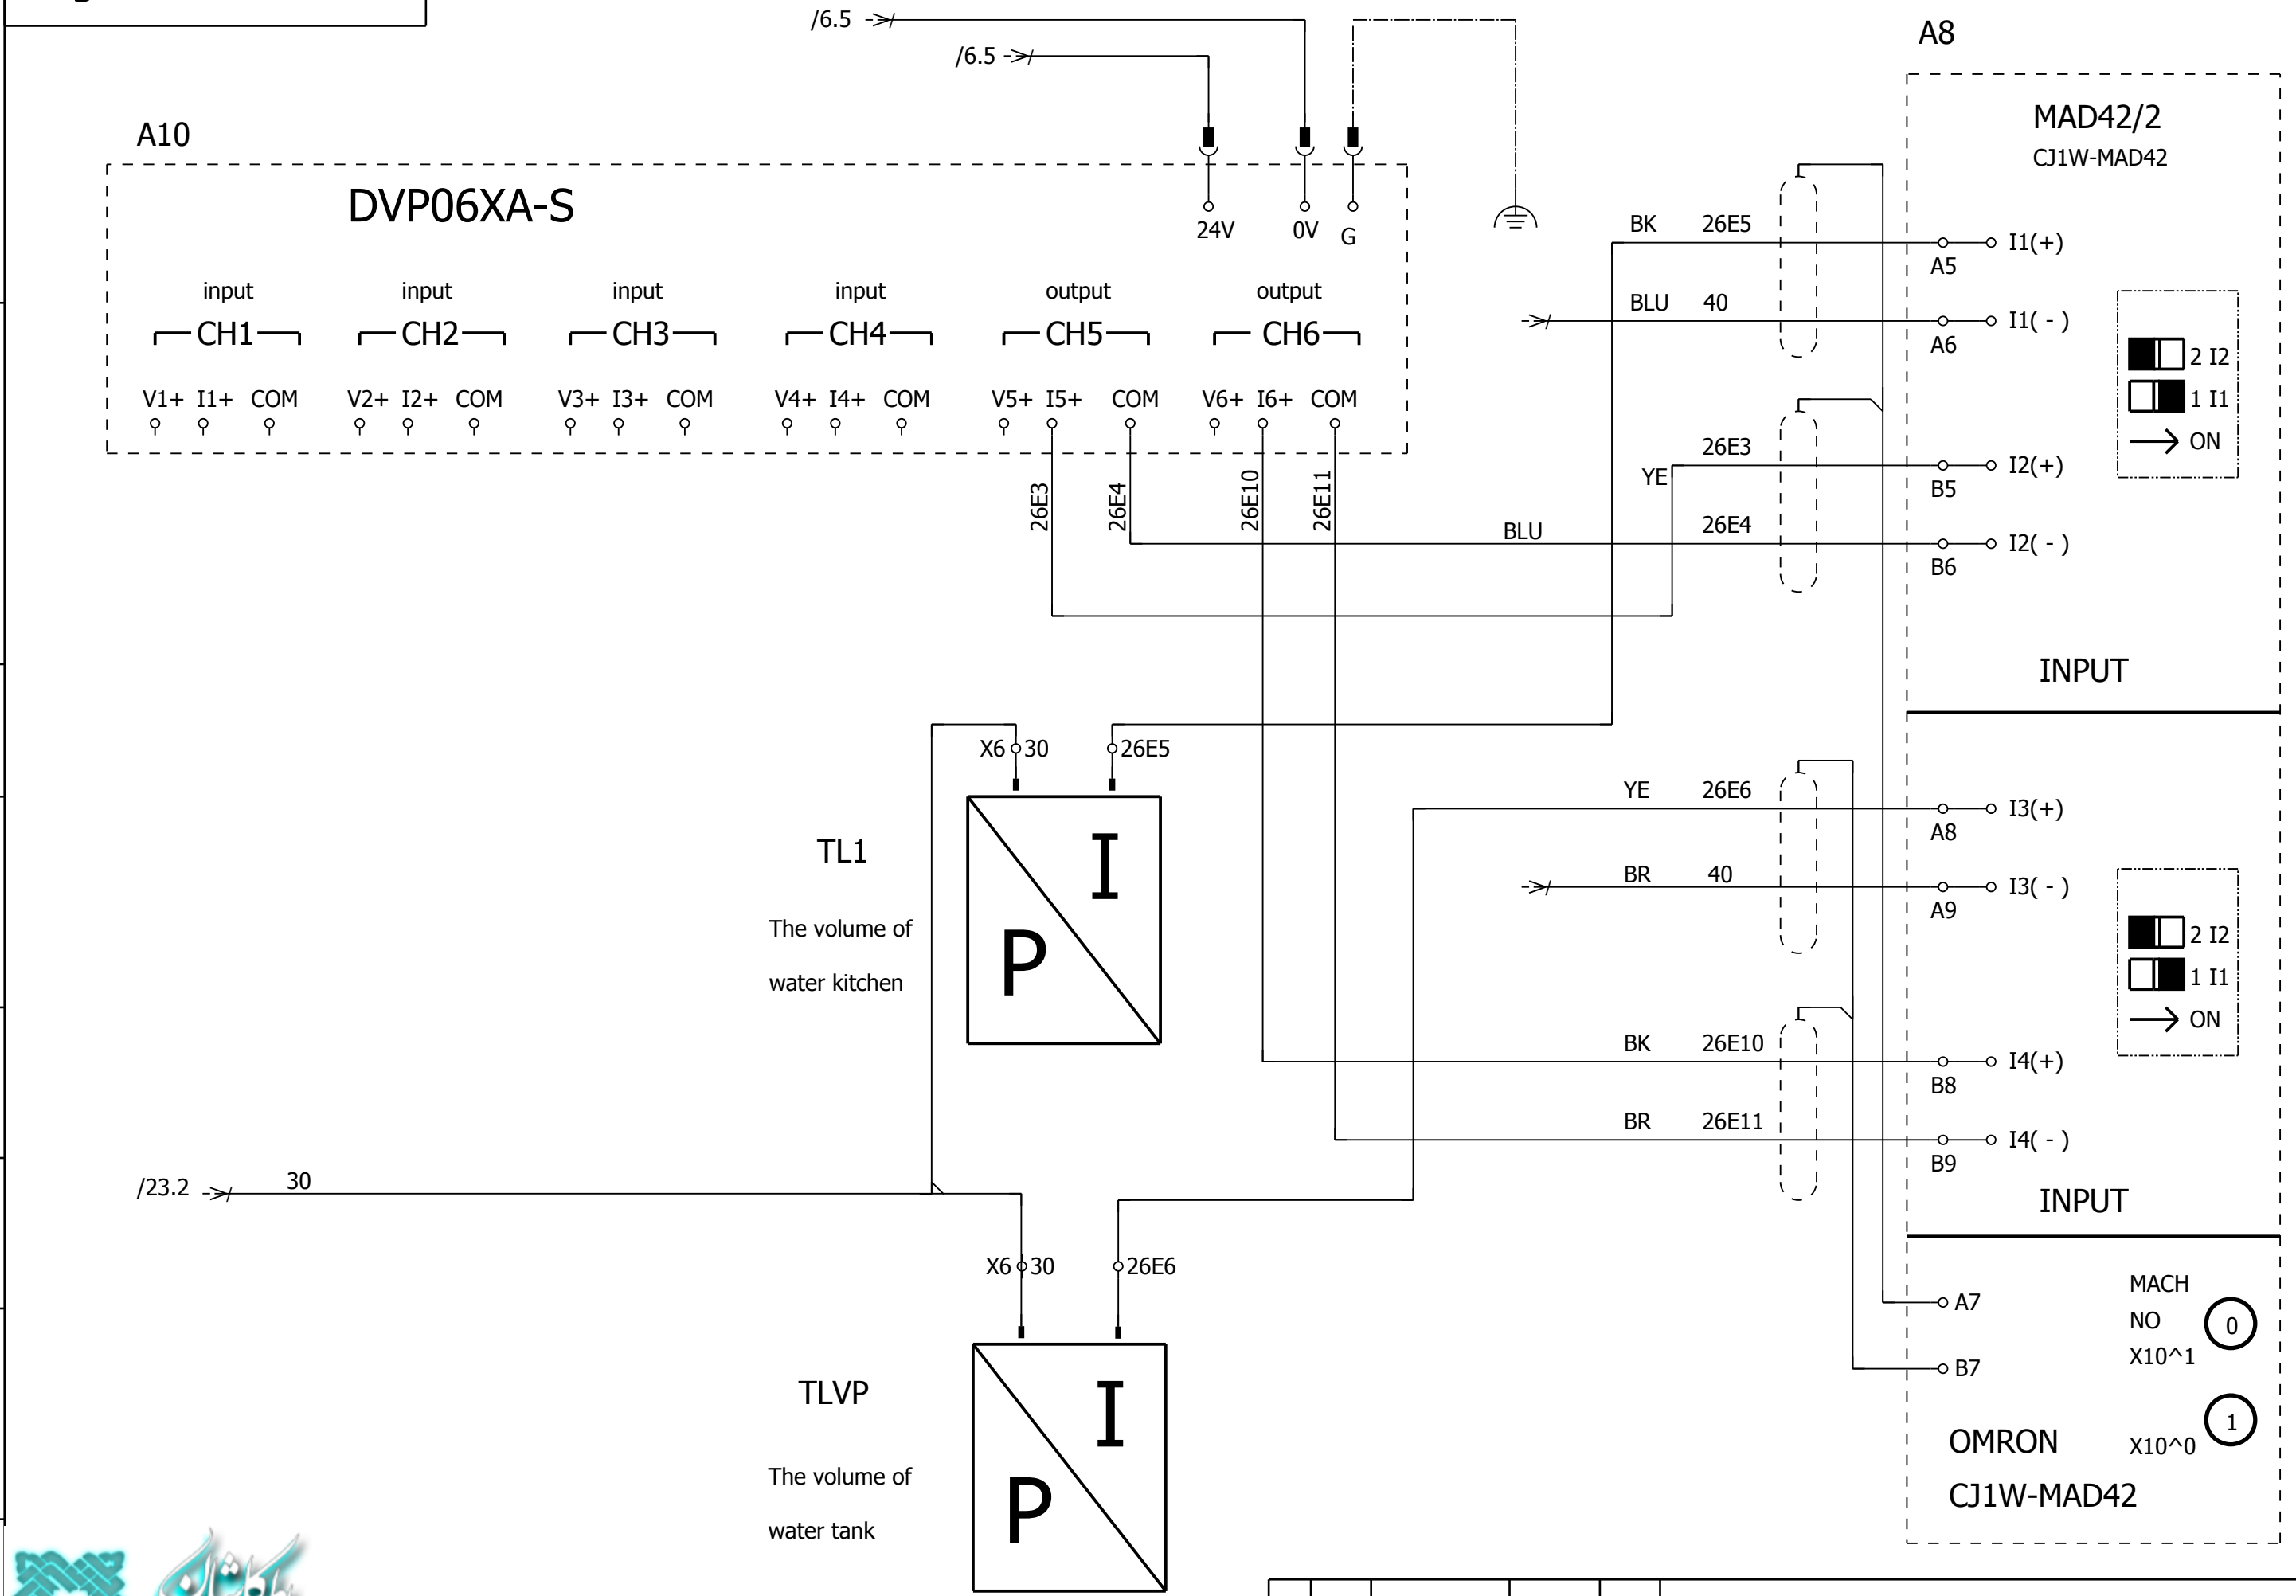 /6.5
/6.5
A8
A10
DVP06XA-S
24V
0V
G
MAD42/2
CJ1W-MAD42
input
input
input
input
output
output
CH1
CH2
CH3
CH4
CH5
CH6
V1+ I1+ COM
V2+ I2+ COM
V3+ I3+ COM
V4+ I4+ COM
V5+ I5+ COM
V6+ I6+ COM
26E3
26E4
26E10
26E11
BK 26E5
A5
I1(+)
BLU 40
A6
I1( - )
2 I2
1 I1
ON
26E3
YE
B5
I2(+)
BLU
26E4
B6
I2( - )
INPUT
X6 30
26E5
TL1
The volume of
water kitchen
I
P
YE 26E6
A8
I3(+)
BR 40
A9
I3( - )
2 I2
1 I1
ON
BK 26E10
B8
I4(+)
BR 26E11
B9
I4( - )
INPUT
/23.2
30
X6 30
26E6
TLVP
The volume of
water tank
I
P
A7
B7
MACH
NO
X10^1
0
X10^0
1
OMRON
CJ1W-MAD42